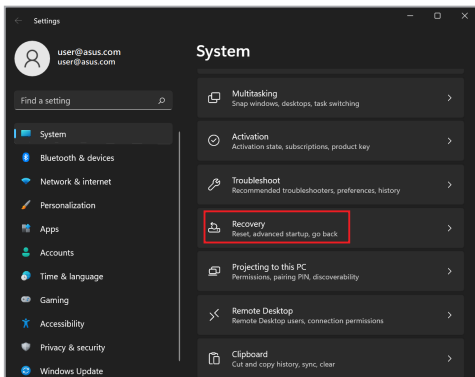 Settings
user@asus.com
user@asus.com
Find a setting
System
Bluetooth & devices
Network & internet
Personalization
Apps
Accounts
Time & language
Gaming
Accessibility
Privacy & security
Windows Update
System
Multitasking
Snap windows, desktops, task switching
Activation
Activation state, subscriptions, product key
Troubleshoot
Recommended troubleshooters, preferences, history
Recovery
Reset, advanced startup, go back
Projecting to this PC
Permissions, pairing PIN, discoverability
Remote Desktop
Remote Desktop users, connection permissions
Clipboard
Cut and copy history, sync, clear